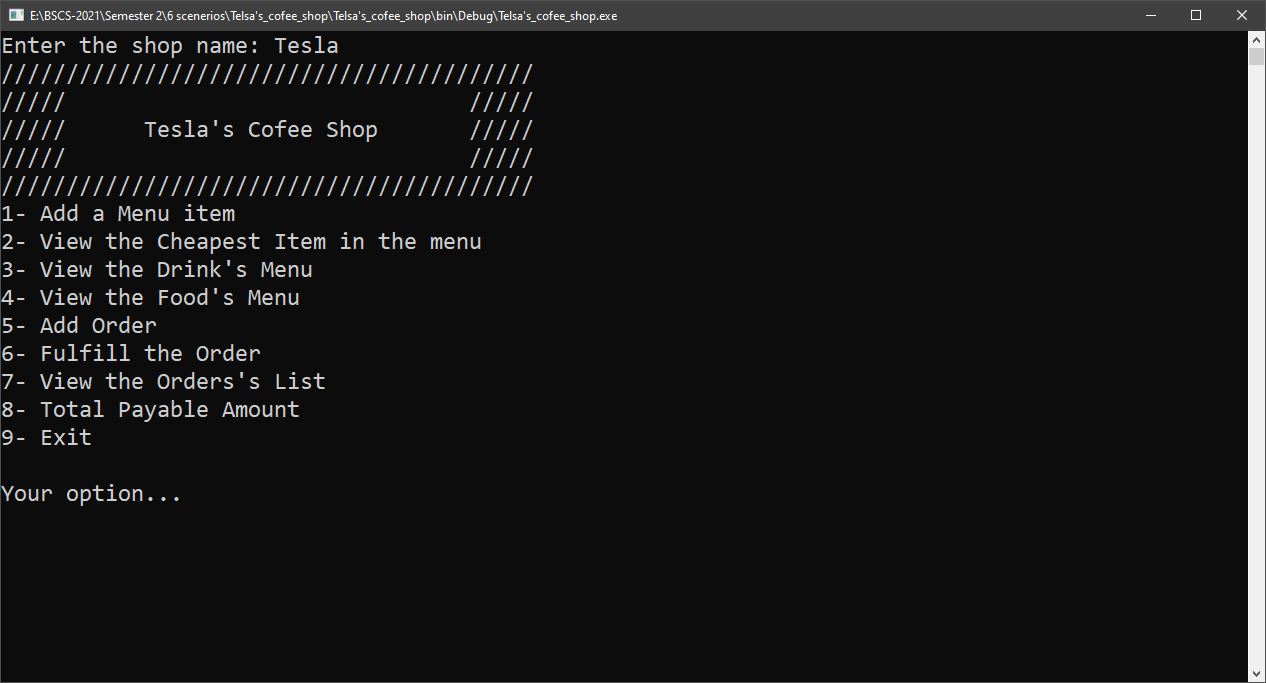 E:\BSCS-2021\Semester 2\6 scenerios\Telsa's_cofee_shop\Telsa's_cofee_shop\bin\Debug\Telsa's_cofee_shop.exe
Enter the shop name: Tesla
/////////////////////////////////////////
/////                               /////
/////      Tesla's Cofee Shop       /////
/////                               /////
/////////////////////////////////////////
1- Add a Menu item
2- View the Cheapest Item in the menu
3- View the Drink's Menu
4- View the Food's Menu
5- Add Order
6- Fulfill the Order
7- View the Orders's List
8- Total Payable Amount
9- Exit
Your option...